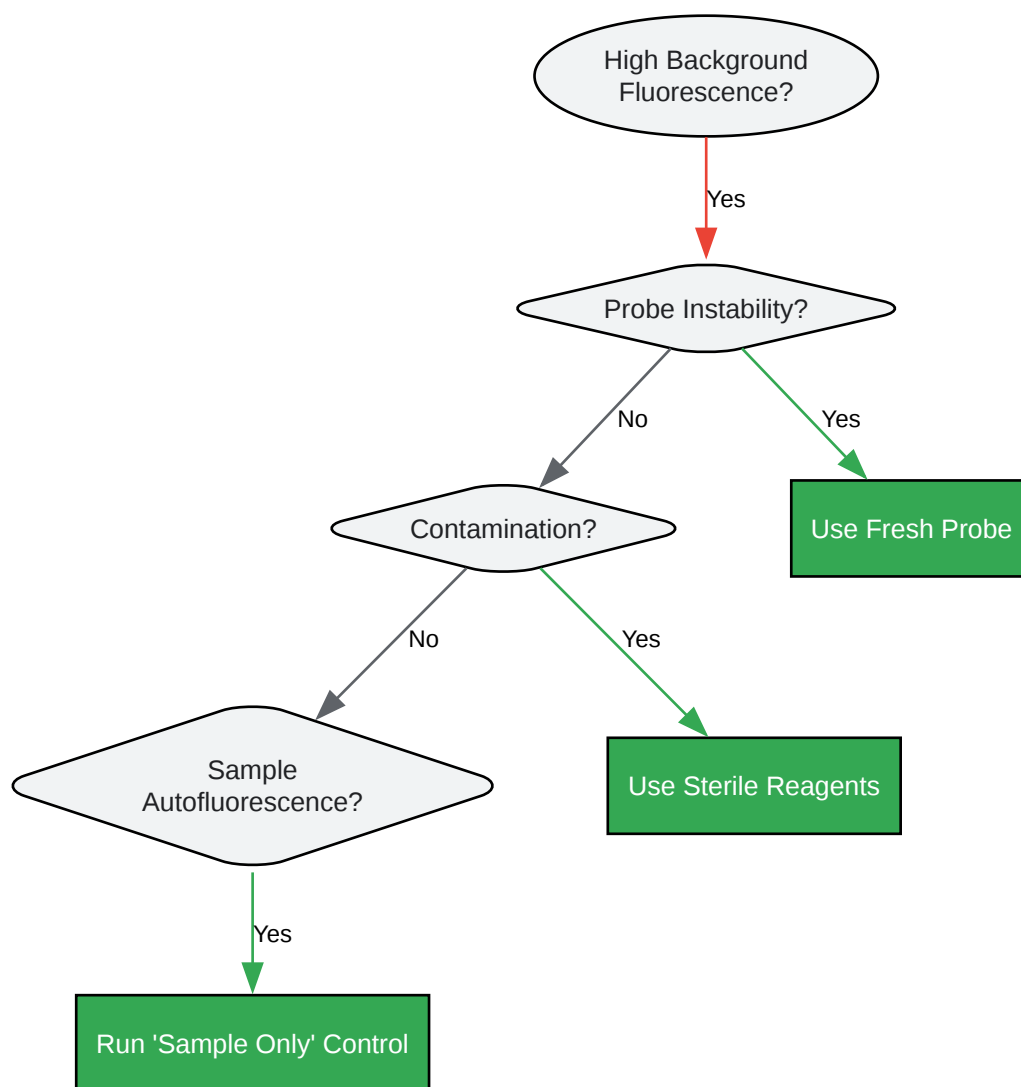 High Background
Fluorescence?
Yes
Probe Instability?
No
Yes
Contamination?
Use Fresh Probe
No
Yes
Sample
Autofluorescence?
Use Sterile Reagents
Yes
Run 'Sample Only' Control